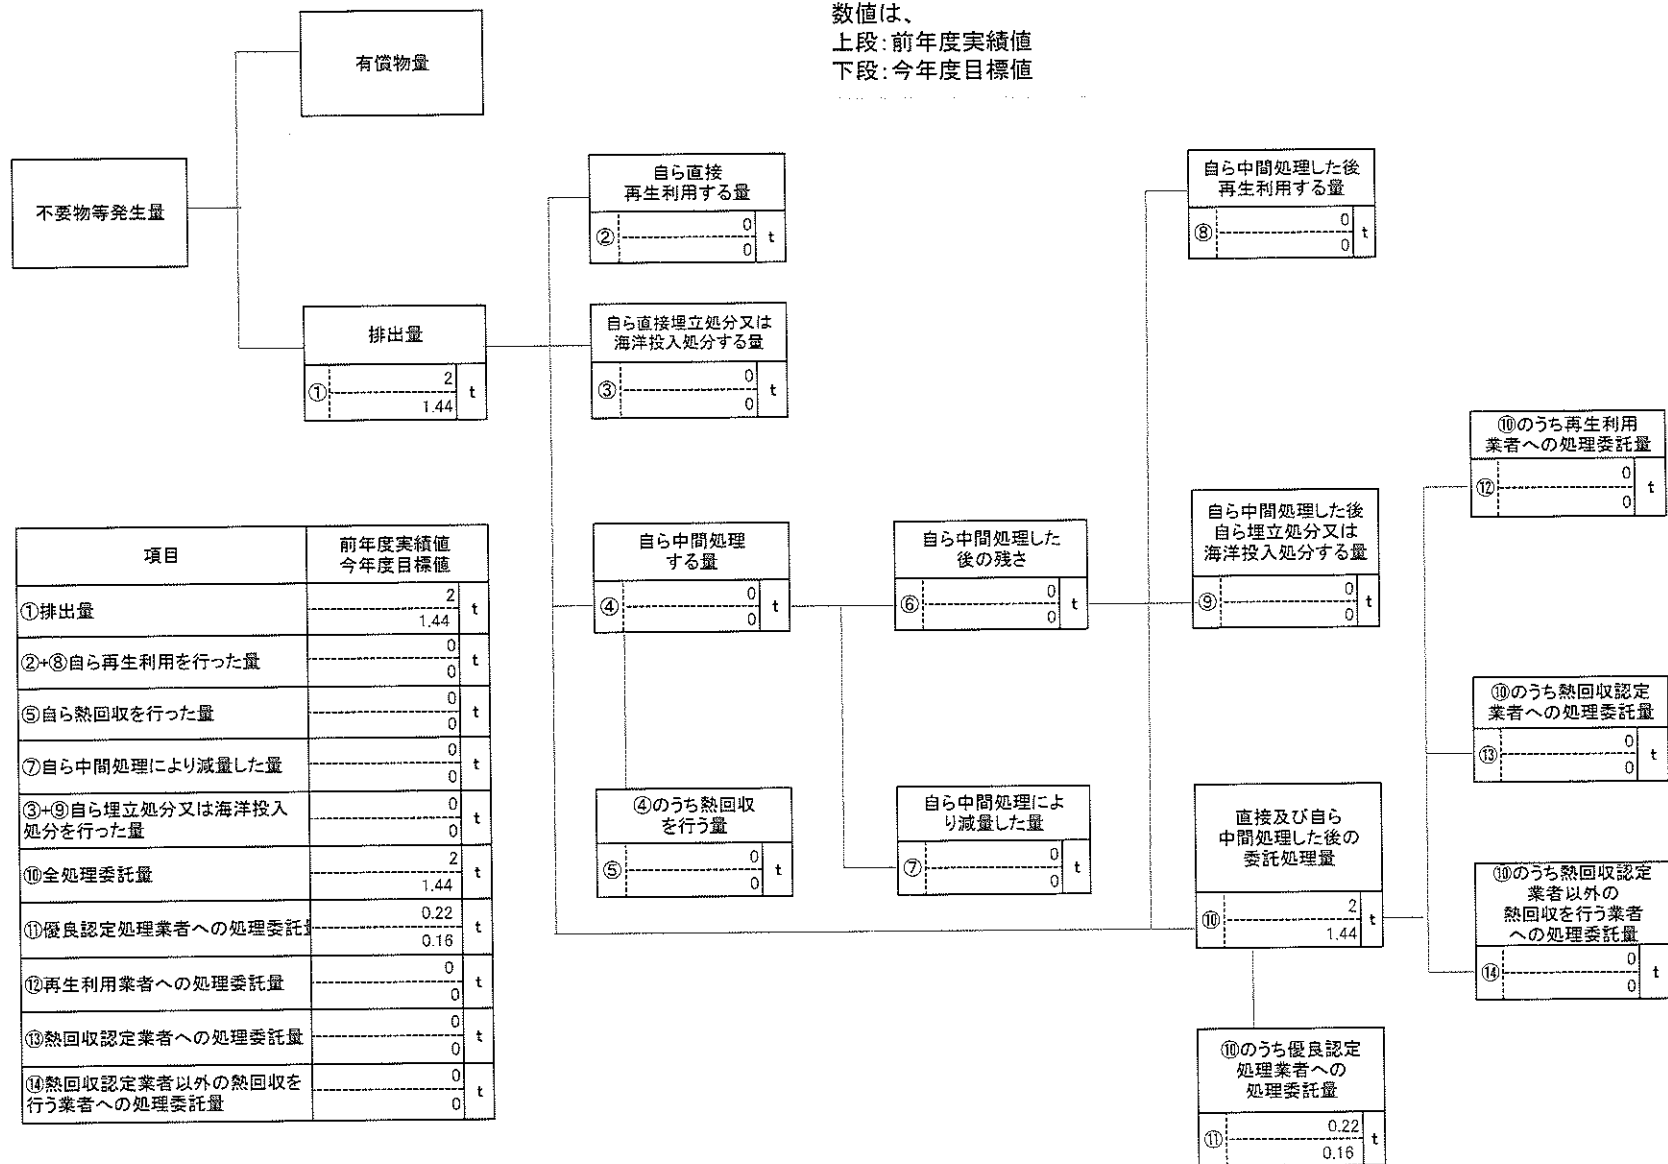 数値は、
上段:前年度実績値
下段:今年度目標値
有償物量
不要物等発生量
排出量
①
2
1.44
t
自ら直接
再生利用する量
②
0
0
t
自ら直接埋立処分又は
海洋投入処分する量
③
0
0
t
自ら中間処理
する量
④
0
0
t
④のうち熱回収
を行う量
⑤
0
0
t
自ら中間処理した
後の残さ
⑥
0
0
t
自ら中間処理によ
り減量した量
⑦
0
0
t
自ら中間処理した後
再生利用する量
⑧
0
0
t
自ら中間処理した後
自ら埋立処分又は
海洋投入処分する量
⑨
0
0
t
直接及び自ら
中間処理した後の
委託処理量
⑩
2
1.44
t
⑩のうち優良認定
処理業者への
処理委託量
⑪
0.22
0.16
t
⑩のうち再生利用
業者への処理委託量
⑫
0
0
t
⑩のうち熱回収認定
業者への処理委託量
⑬
0
0
t
⑩のうち熱回収認定
業者以外の
熱回収を行う業者
への処理委託量
⑭
0
0
t
項目
前年度実績値
今年度目標値
①排出量
2
1.44
t
②+⑧自ら再生利用を行った量
0
0
t
⑤自ら熱回収を行った量
0
0
t
⑦自ら中間処理により減量した量
0
0
t
③+⑨自ら埋立処分又は海洋投入
処分を行った量
0
0
t
⑩全処理委託量
2
1.44
t
⑪優良認定処理業者への処理委託
0.22
0.16
t
⑫再生利用業者への処理委託量
0
0
t
⑬熱回収認定業者への処理委託量
0
0
t
⑭熱回収認定業者以外の熱回収を
行う業者への処理委託量
0
0
t